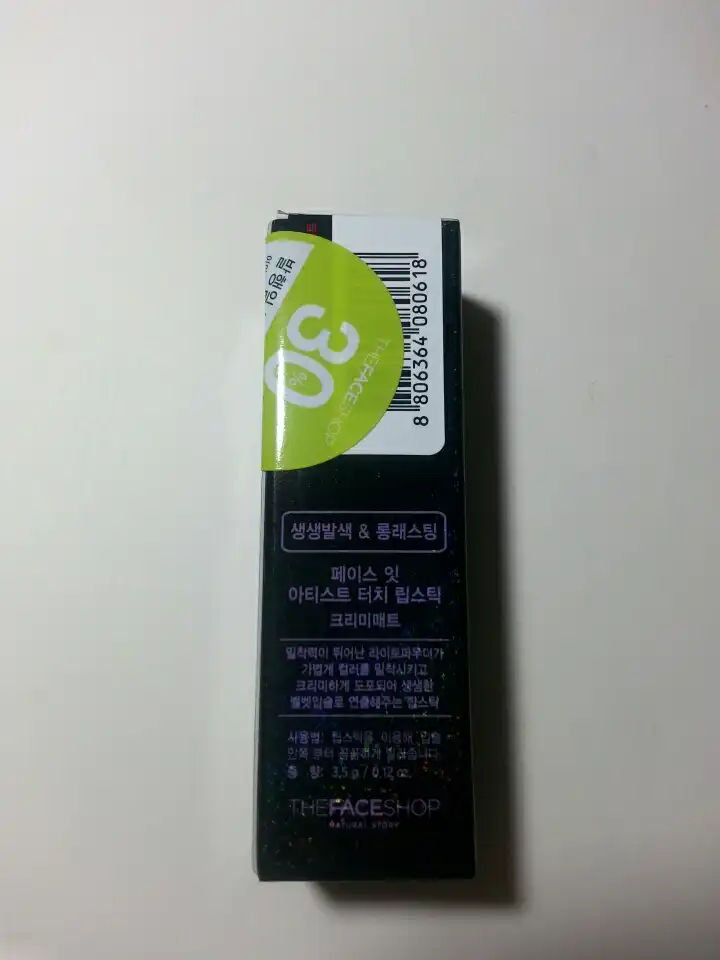 8 806364 080618
30%
THEFACESHOP
생생발색 & 롱래스팅
페이스 잇
아티스트 터치 립스틱
크리미매트
밀착력이 뛰어난 라이트파우더가
가볍게 컬러를 밀착시키고
크리미하게 도포되어 생생한
벨벳입술로 연출해주는 립스틱
사용법: 립스틱을 이용해 입술
안쪽 부터 꼼꼼하게 발라줍니다.
총 량: 3.5 g / 0.12 oz.
THEFACESHOP
NATURAL STORY